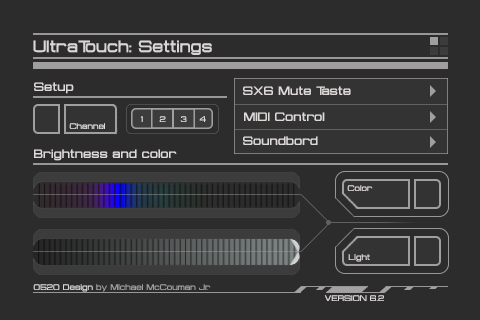 UltraTouch: Settings
Setup
Channel
1 2 3 4
SX6 Mute Taste
MIDI Control
Soundbord
Brightness and color
Color
Light
0620 Design by Michael McCouman Jr
VERSION 6.2